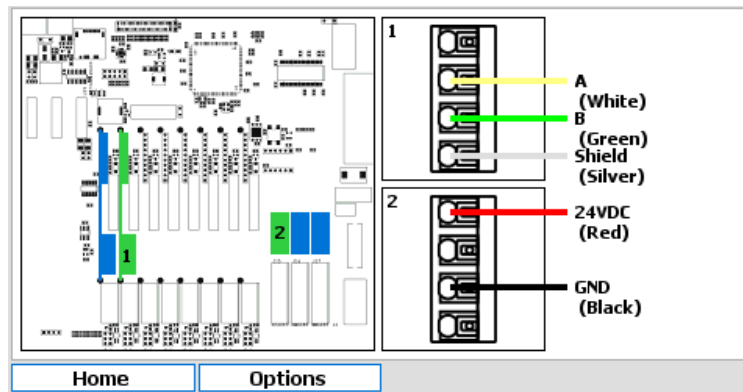 1
A
(White)
B
(Green)
Shield
(Silver)
2
24VDC
(Red)
GND
(Black)
2
1
Home
Options